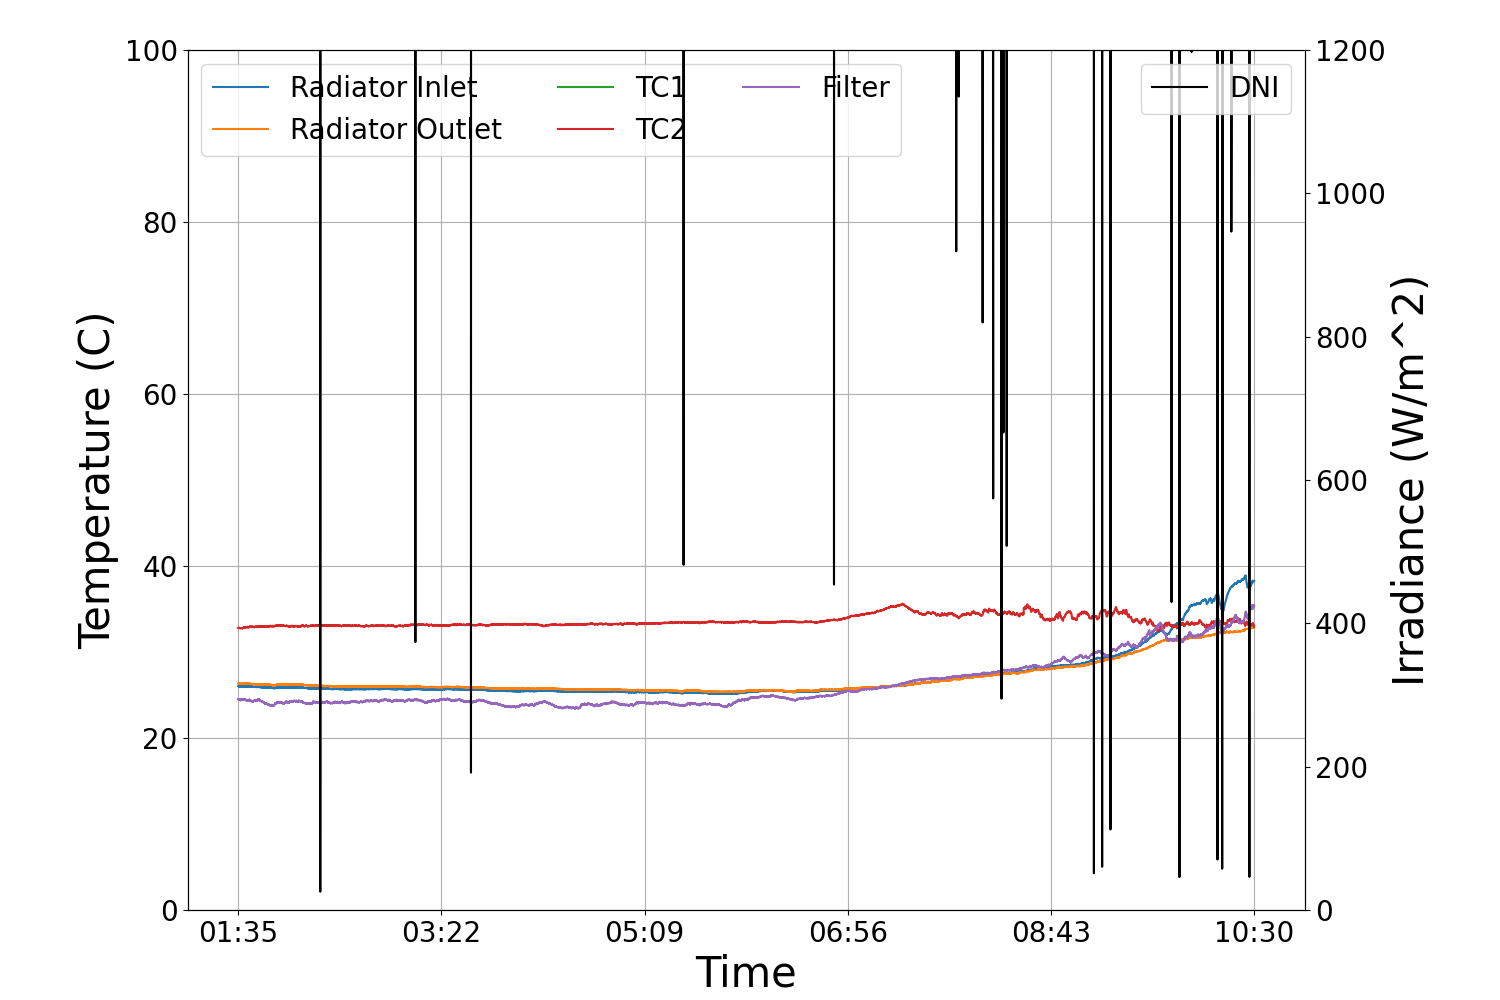 100
80
60
40
20
0
Temperature (C)
Radiator Inlet
Radiator Outlet
TC1
TC2
Filter
DNI
1200
1000
800
600
400
200
0
Irradiance (W/m^2)
01:35 03:22 05:09 06:56 08:43 10:30
Time